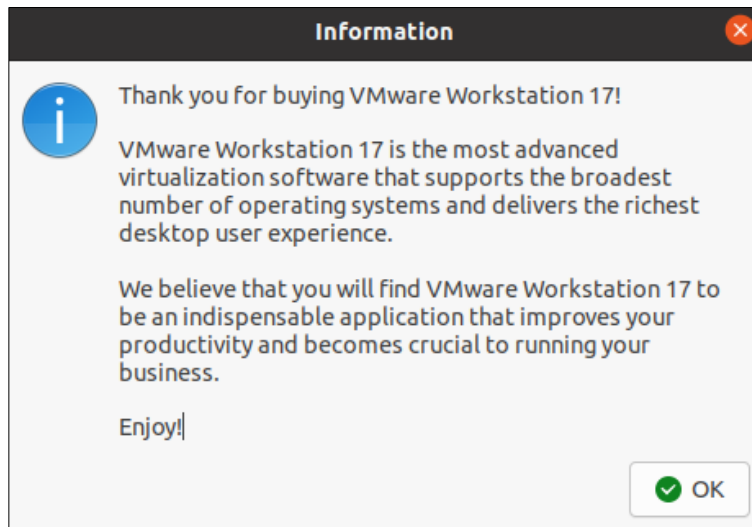 Information
Thank you for buying VMware Workstation 17!
VMware Workstation 17 is the most advanced
virtualization software that supports the broadest
number of operating systems and delivers the richest
desktop user experience.
We believe that you will find VMware Workstation 17 to
be an indispensable application that improves your
productivity and becomes crucial to running your
business.
Enjoy!
OK